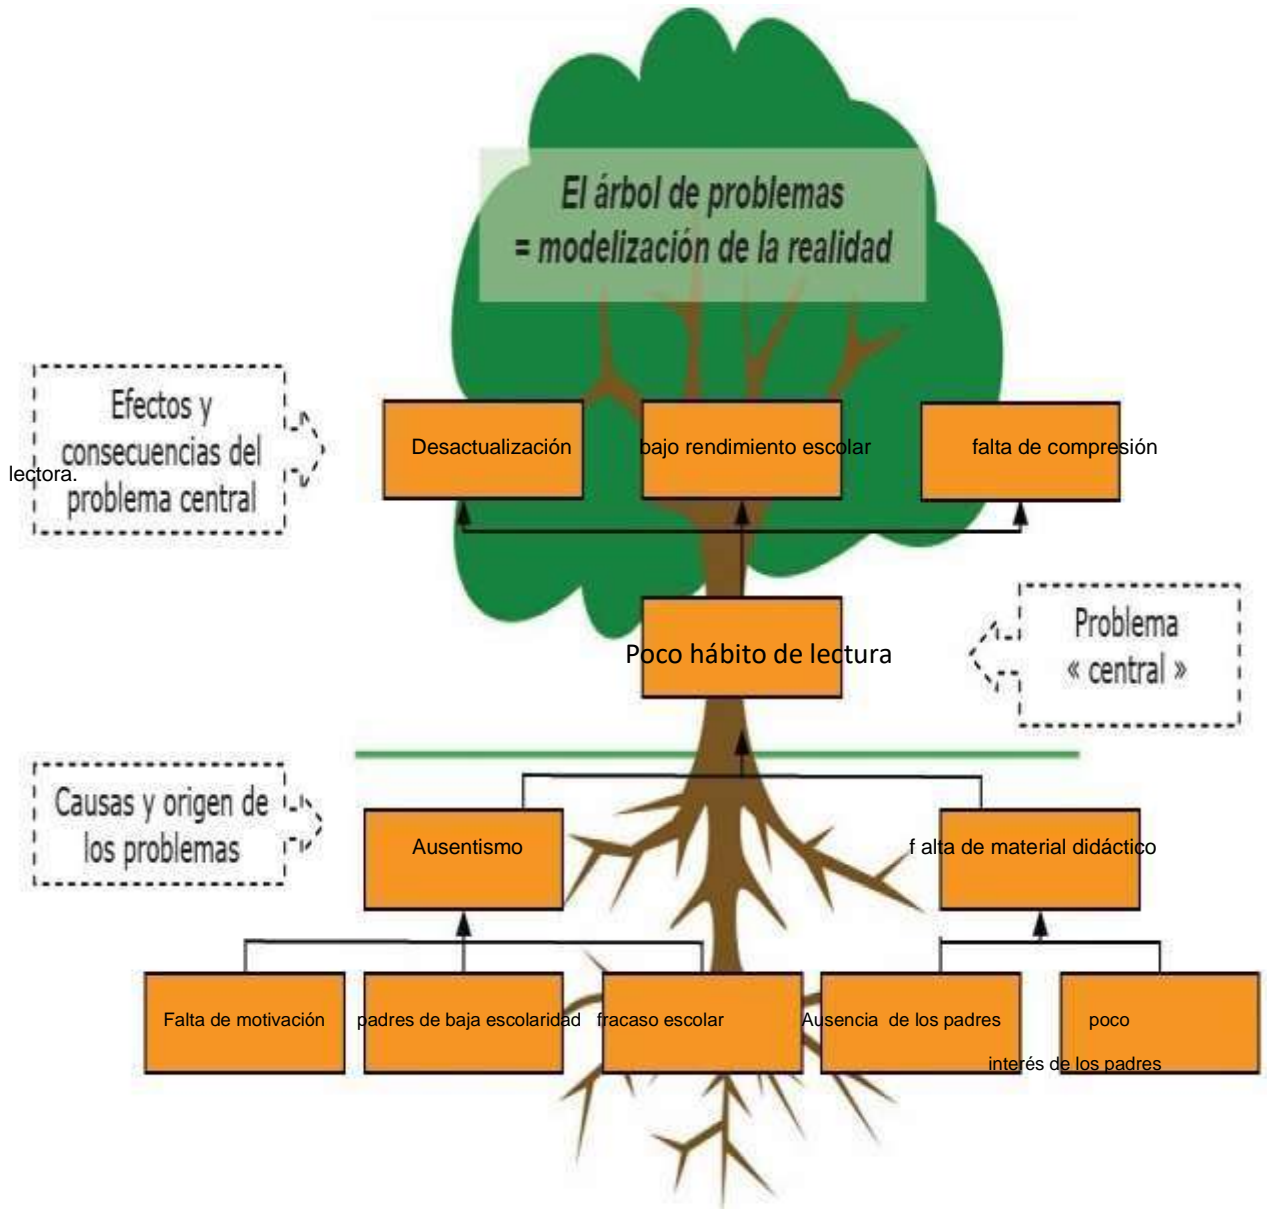 El árbol de problemas
= modelización de la realidad
Efectos y
consecuencias del
problema central
Desactualización
bajo rendimiento escolar
falta de compresión
lectora.
Poco hábito de lectura
Problema
« central »
Causas y origen de
los problemas
Ausentismo
f alta de material didáctico
Falta de motivación
padres de baja escolaridad
fracaso escolar
Ausencia de los padres
poco
interés de los padres